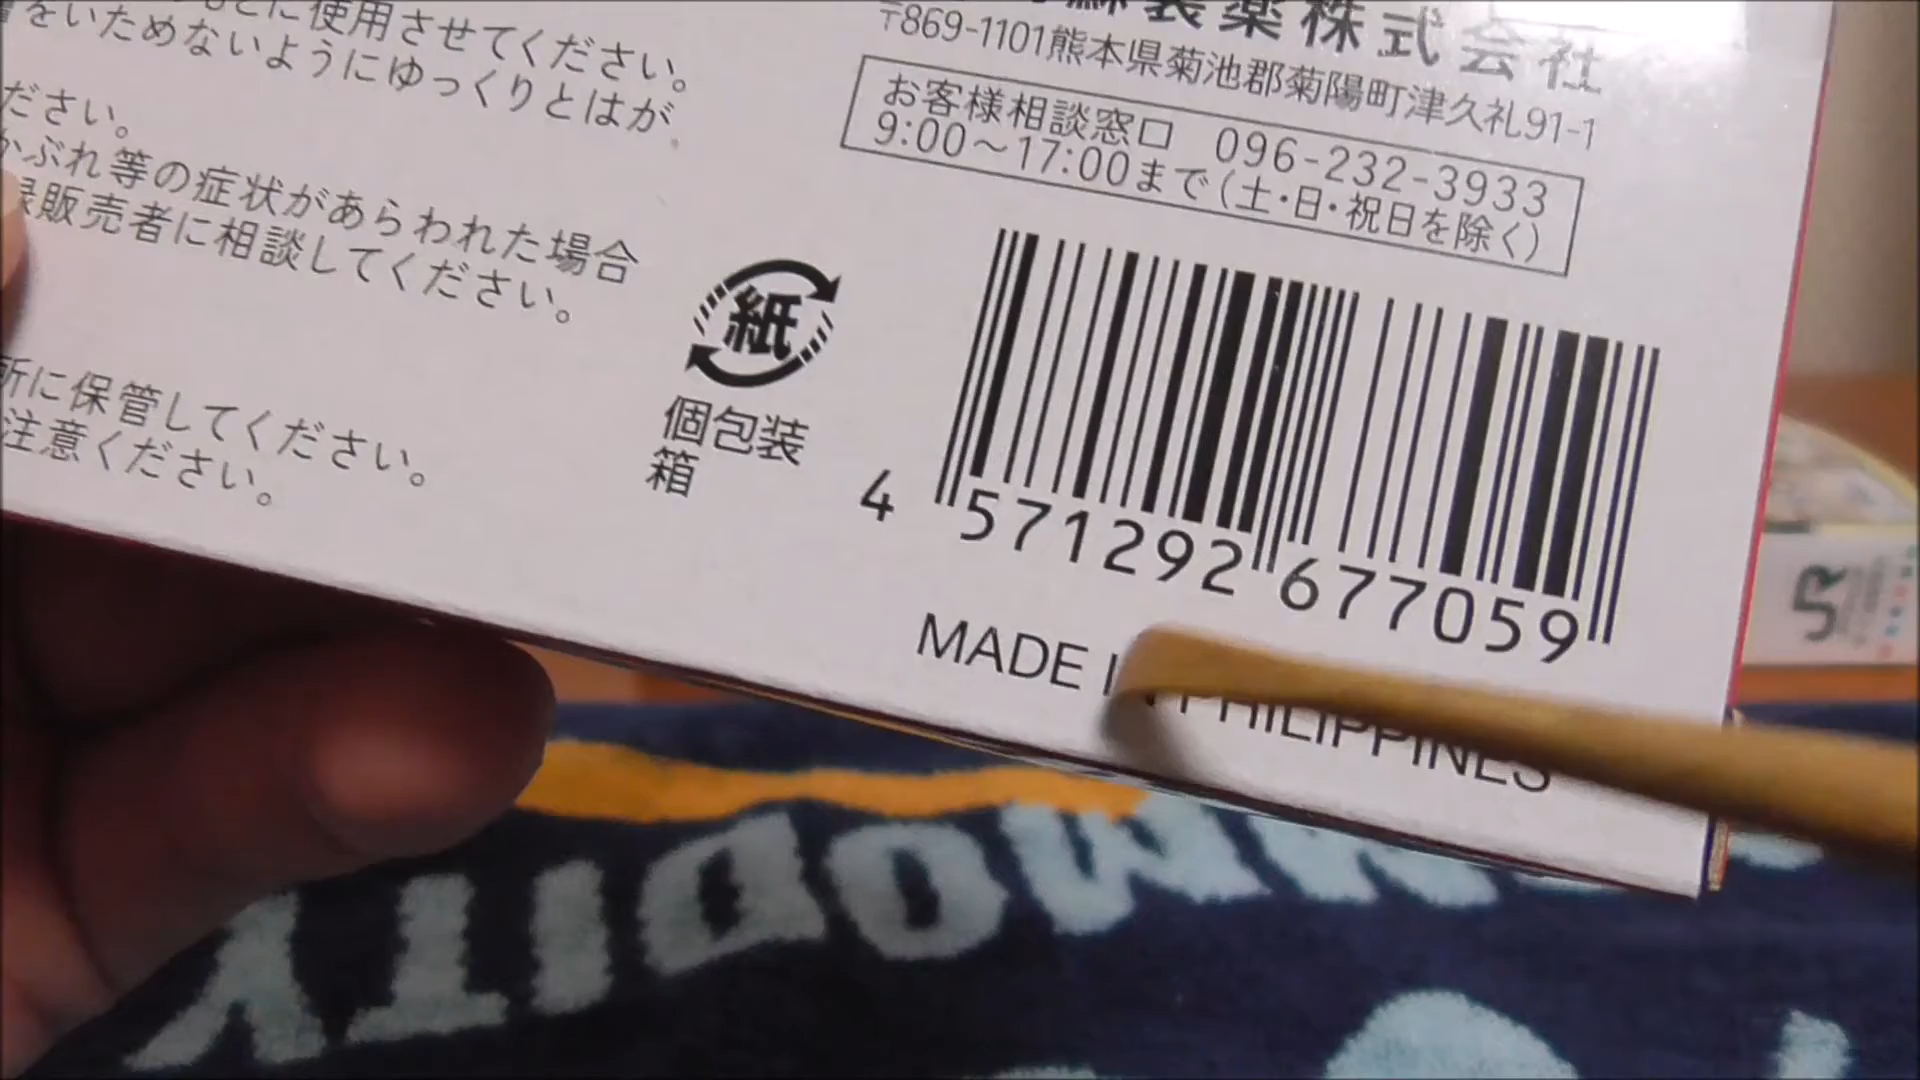 に使用させてください。
をいためないようにゆっくりとはが
ださい。
かぶれ等の症状があらわれた場合
録販売者に相談してください。
所に保管してください。
注意ください。
紙
個包装
箱
製薬株式会社
〒869-1101熊本県菊池郡菊陽町津久礼91-1
お客様相談窓口 096-232-3933
9:00～17:00まで(土・日・祝日を除く)
4 571292 677059
MADE IN PHILIPPINES